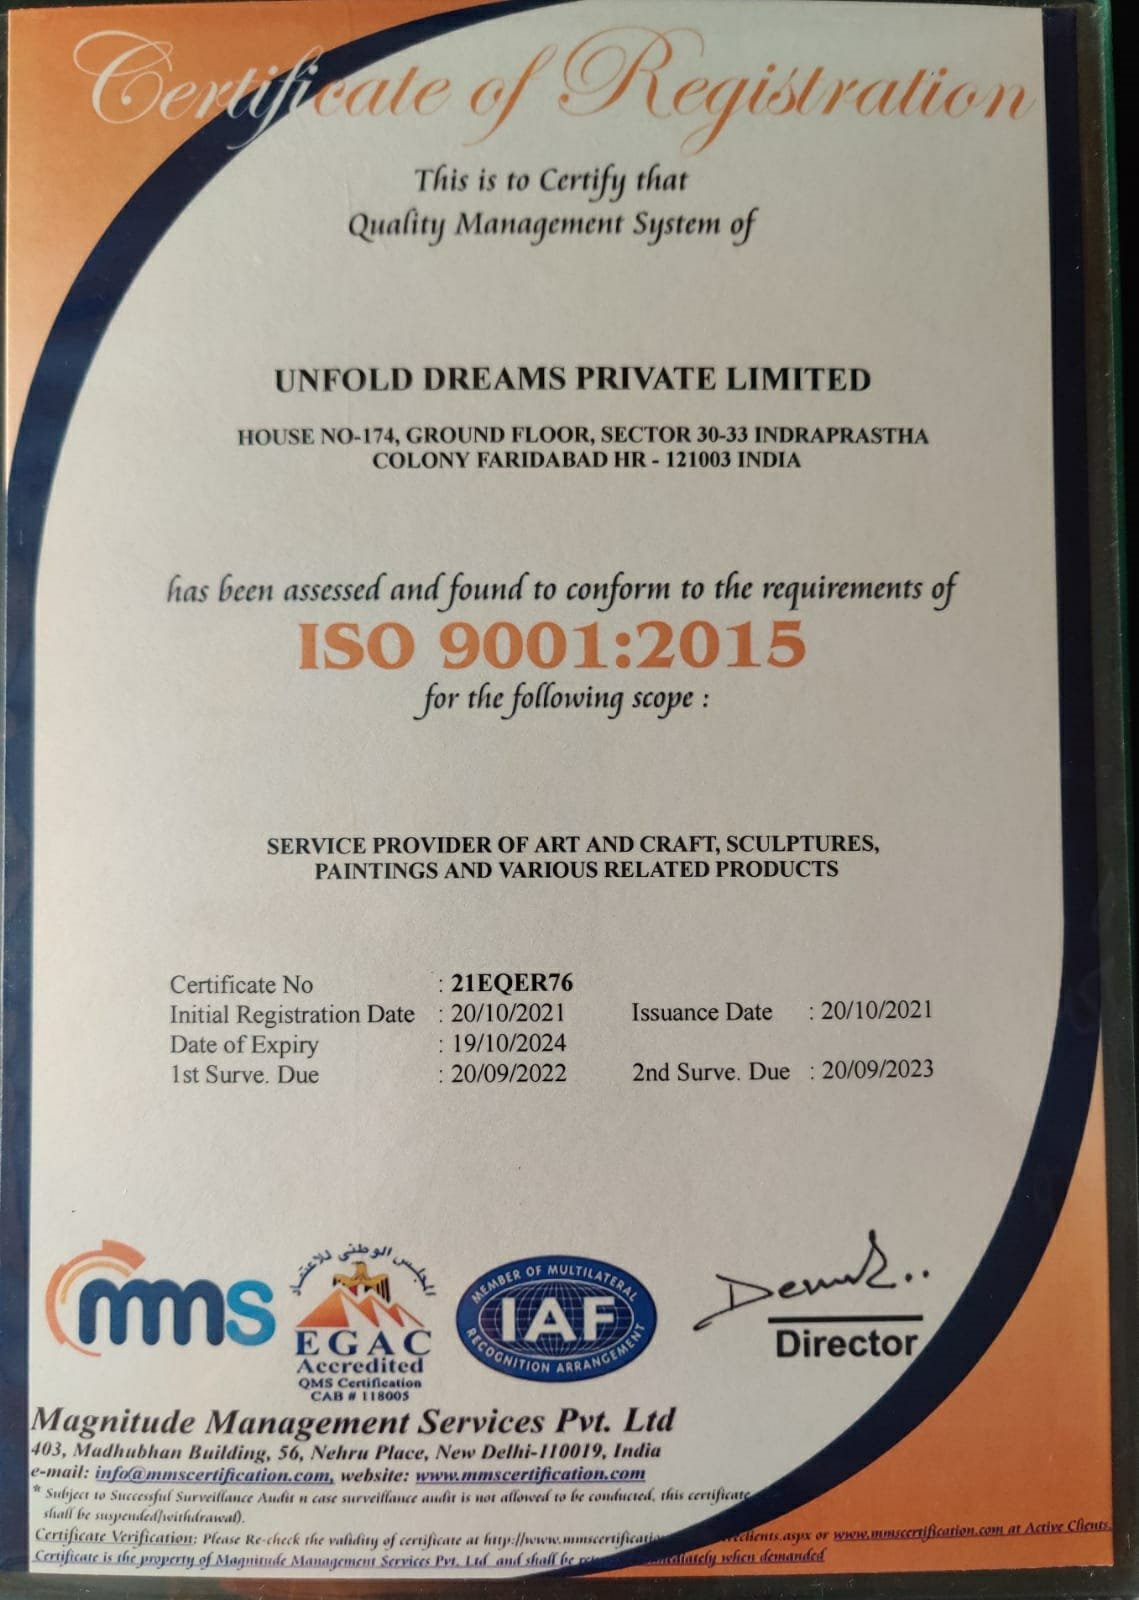 Certificate of Registration
This is to Certify that
Quality Management System of
UNFOLD DREAMS PRIVATE LIMITED
HOUSE NO-174, GROUND FLOOR, SECTOR 30-33 INDRAPRASTHA
COLONY FARIDABAD HR - 121003 INDIA
has been assessed and found to conform to the requirements of
ISO 9001:2015
for the following scope :
SERVICE PROVIDER OF ART AND CRAFT, SCULPTURES,
PAINTINGS AND VARIOUS RELATED PRODUCTS
Certificate No : 21EQER76
Initial Registration Date : 20/10/2021 Issuance Date : 20/10/2021
Date of Expiry : 19/10/2024
1st Surve. Due : 20/09/2022 2nd Surve. Due : 20/09/2023
mms
المجلس الوطني للاعتماد
EGAC
Accredited
QMS Certification
CAB # 118005
MEMBER OF MULTILATERAL
IAF
RECOGNITION ARRANGEMENT
Director
Magnitude Management Services Pvt. Ltd
403, Madhubhan Building, 56, Nehru Place, New Delhi-110019, India
e-mail: info@mmscertification.com, website: www.mmscertification.com
* Subject to Successful Surveillance Audit n case surveillance audit is not allowed to be conducted, this certificate
shall be suspended/withdrawal).
Certificate Verification: Please Re-check the validity of certificate at or www.mmscertification.com at Active Clients.
Certificate is the property of Magnitude Management Services Pvt. Ltd and shall be when demanded